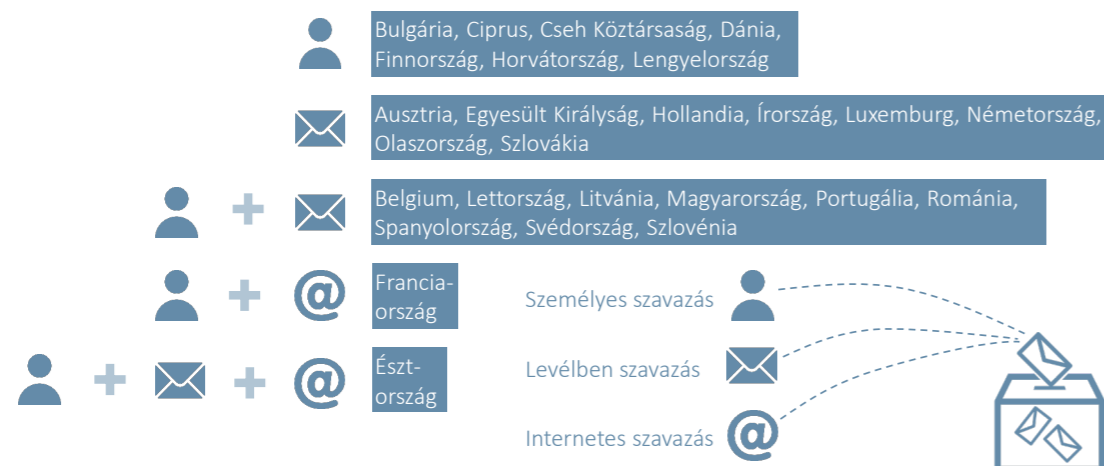 Bulgária, Ciprus, Cseh Köztársaság, Dánia,
Finnország, Horvátország, Lengyelország
Ausztria, Egyesült Királyság, Hollandia, Írország, Luxemburg, Németország,
Olaszország, Szlovákia
Belgium, Lettország, Litvánia, Magyarország, Portugália, Románia,
Spanyolország, Svédország, Szlovénia
Francia-
ország
Észt-
ország
Személyes szavazás
Levélben szavazás
Internetes szavazás